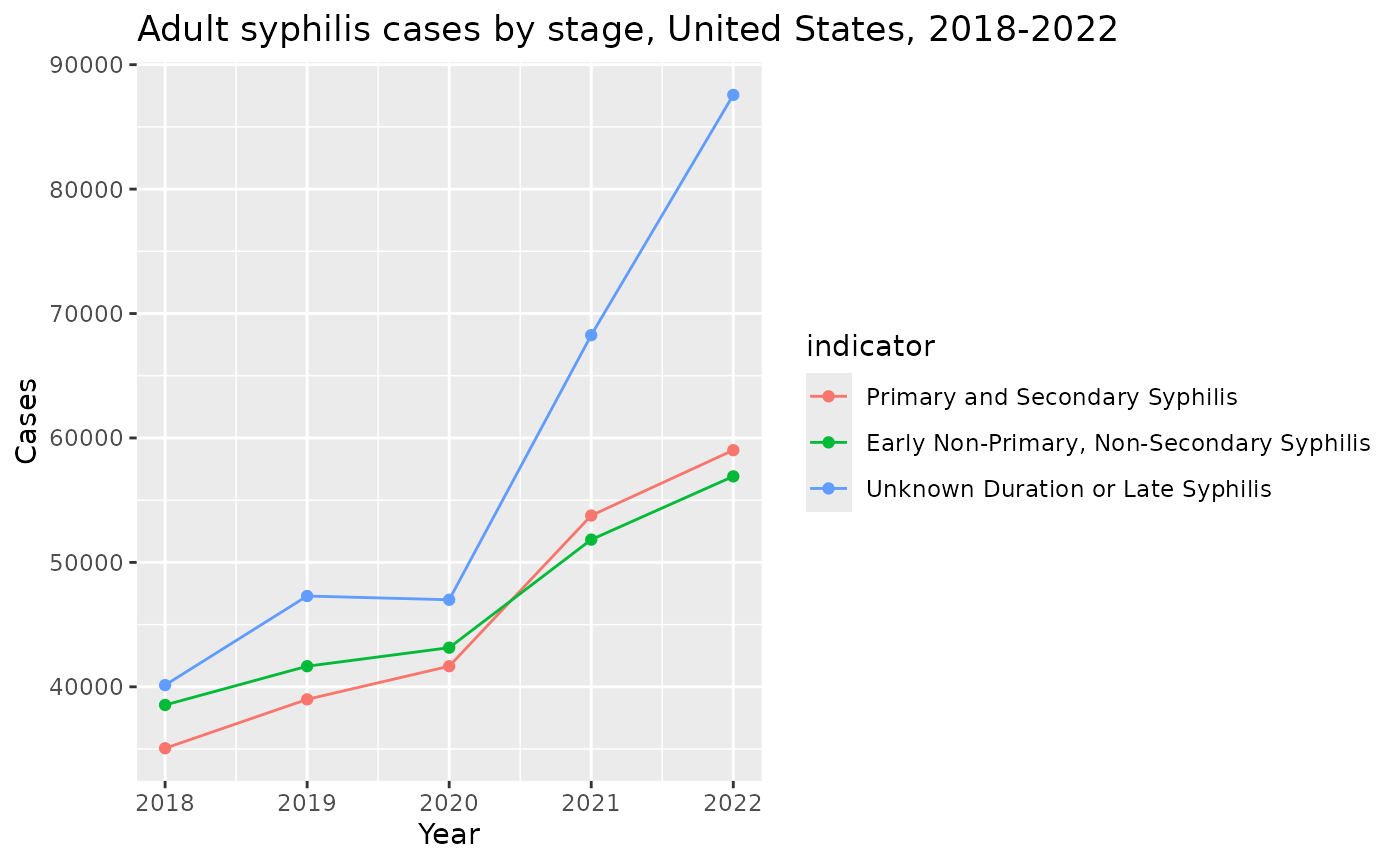 Adult syphilis cases by stage, United States, 2018-2022
90000
80000
70000
60000
50000
40000
Cases
2018 2019 2020 2021 2022
Year
indicator
Primary and Secondary Syphilis
Early Non-Primary, Non-Secondary Syphilis
Unknown Duration or Late Syphilis